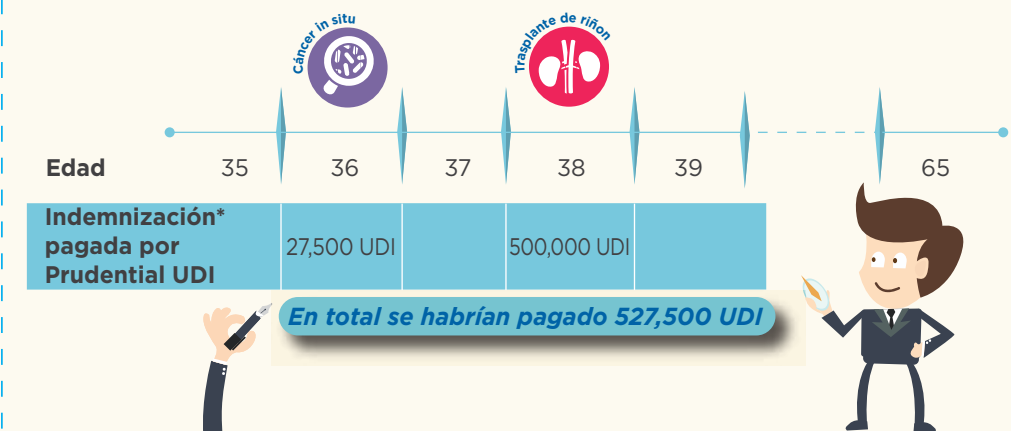 Cáncer in situ
Trasplante de riñon
Edad 35 36 37 38 39 65
Indemnización*
pagada por
Prudential UDI
27,500 UDI 500,000 UDI
En total se habrían pagado 527,500 UDI